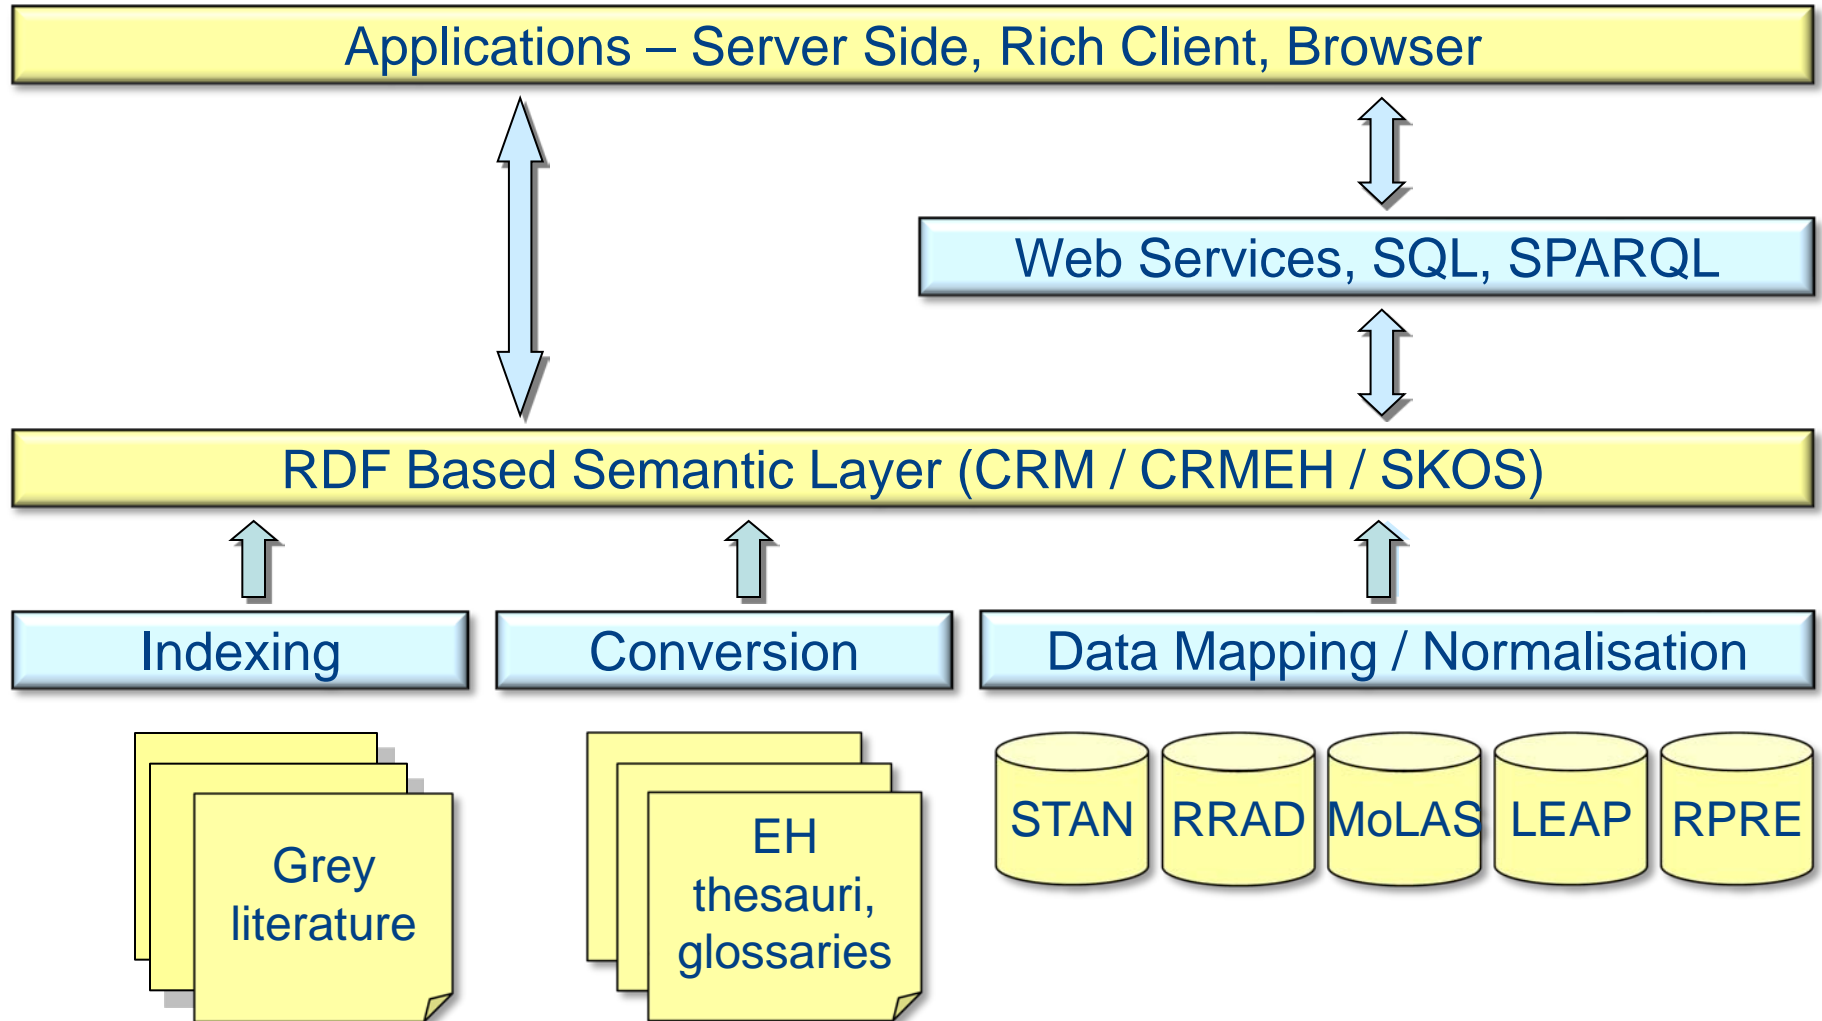 Applications – Server Side, Rich Client, Browser
Web Services, SQL, SPARQL
RDF Based Semantic Layer (CRM / CRMEH / SKOS)
Indexing
Conversion
Data Mapping / Normalisation
Grey
literature
EH
thesauri,
glossaries
STAN
RRAD
MoLAS
LEAP
RPRE